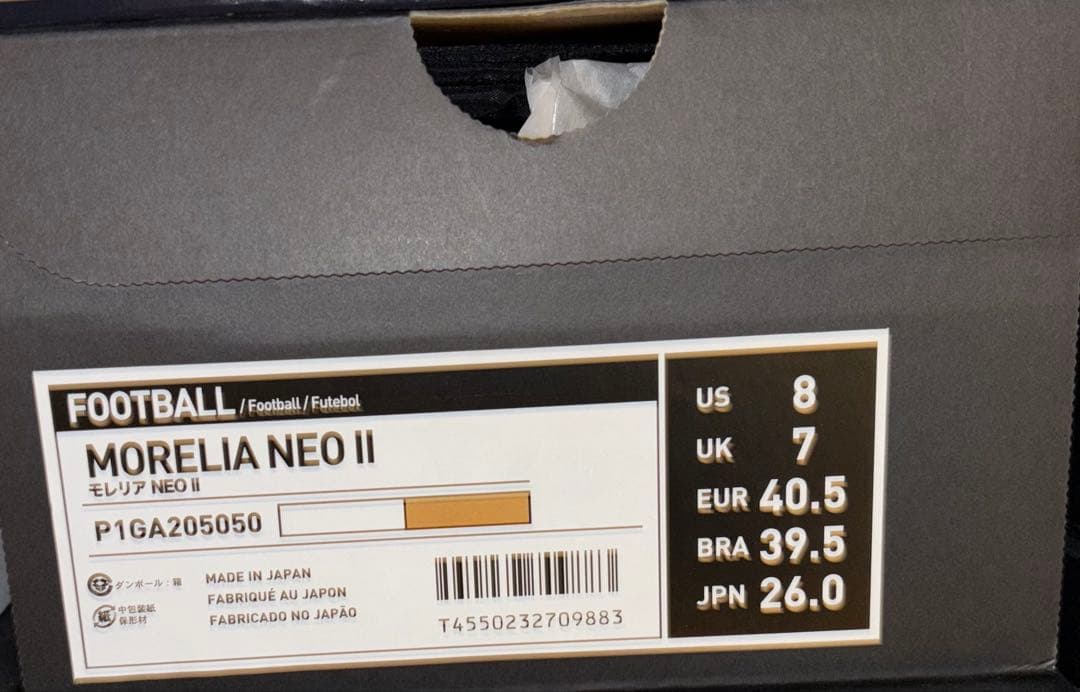 FOOTBALL / Football / Futebol
MORELIA NEO II
モレリア NEO II
P1GA205050
ダンボール：箱
紙 中包装紙
保形材
MADE IN JAPAN
FABRIQUÉ AU JAPON
FABRICADO NO JAPÃO
T4550232709883
US 8
UK 7
EUR 40.5
BRA 39.5
JPN 26.0